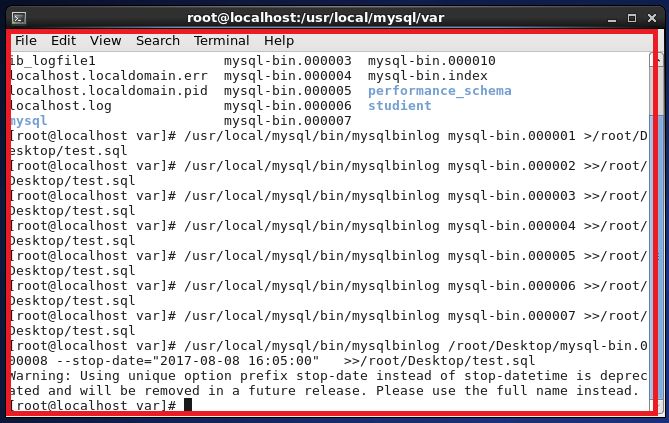 root@localhost:/usr/local/mysql/var
File Edit View Search Terminal Help
ib_logfile1 mysql-bin.000003 mysql-bin.000010
localhost.localdomain.err mysql-bin.000004 mysql-bin.index
localhost.localdomain.pid mysql-bin.000005 performance_schema
localhost.log mysql-bin.000006 studient
mysql mysql-bin.000007
[root@localhost var]# /usr/local/mysql/bin/mysqlbinlog mysql-bin.000001 >/root/D
esktop/test.sql
[root@localhost var]# /usr/local/mysql/bin/mysqlbinlog mysql-bin.000002 >>/root/
Desktop/test.sql
[root@localhost var]# /usr/local/mysql/bin/mysqlbinlog mysql-bin.000003 >>/root/
Desktop/test.sql
[root@localhost var]# /usr/local/mysql/bin/mysqlbinlog mysql-bin.000004 >>/root/
Desktop/test.sql
[root@localhost var]# /usr/local/mysql/bin/mysqlbinlog mysql-bin.000005 >>/root/
Desktop/test.sql
[root@localhost var]# /usr/local/mysql/bin/mysqlbinlog mysql-bin.000006 >>/root/
Desktop/test.sql
[root@localhost var]# /usr/local/mysql/bin/mysqlbinlog mysql-bin.000007 >>/root/
Desktop/test.sql
[root@localhost var]# /usr/local/mysql/bin/mysqlbinlog /root/Desktop/mysql-bin.0
00008 --stop-date="2017-08-08 16:05:00"   >>/root/Desktop/test.sql
Warning: Using unique option prefix stop-date instead of stop-datetime is deprec
ated and will be removed in a future release. Please use the full name instead.
[root@localhost var]#